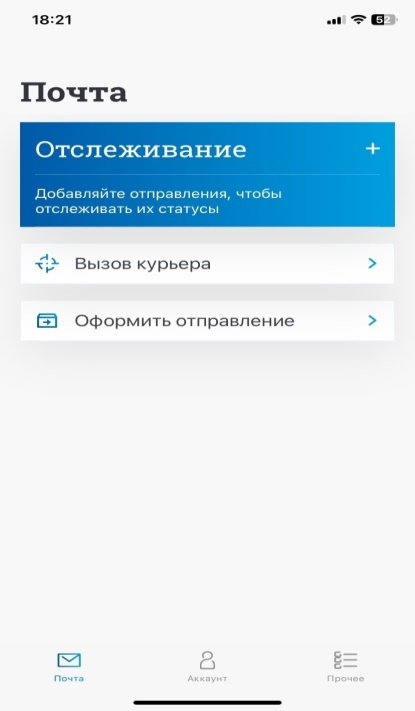 18:21
52
Почта
Отслеживание
Добавляйте отправления, чтобы
отслеживать их статусы
Вызов курьера
Оформить отправление
Почта
Аккаунт
Прочее